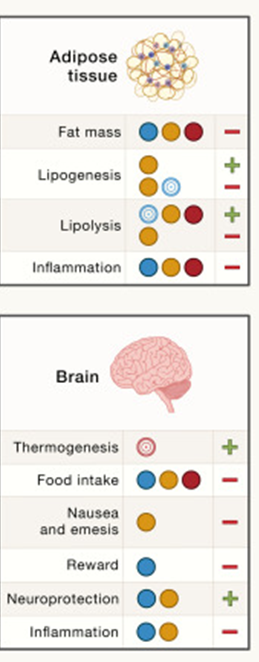 Adipose
tissue
Fat mass
−
Lipogenesis
+
−
Lipolysis
+
−
Inflammation
−
Brain
Thermogenesis
+
Food intake
−
Nausea
and emesis
−
Reward
−
Neuroprotection
+
Inflammation
−